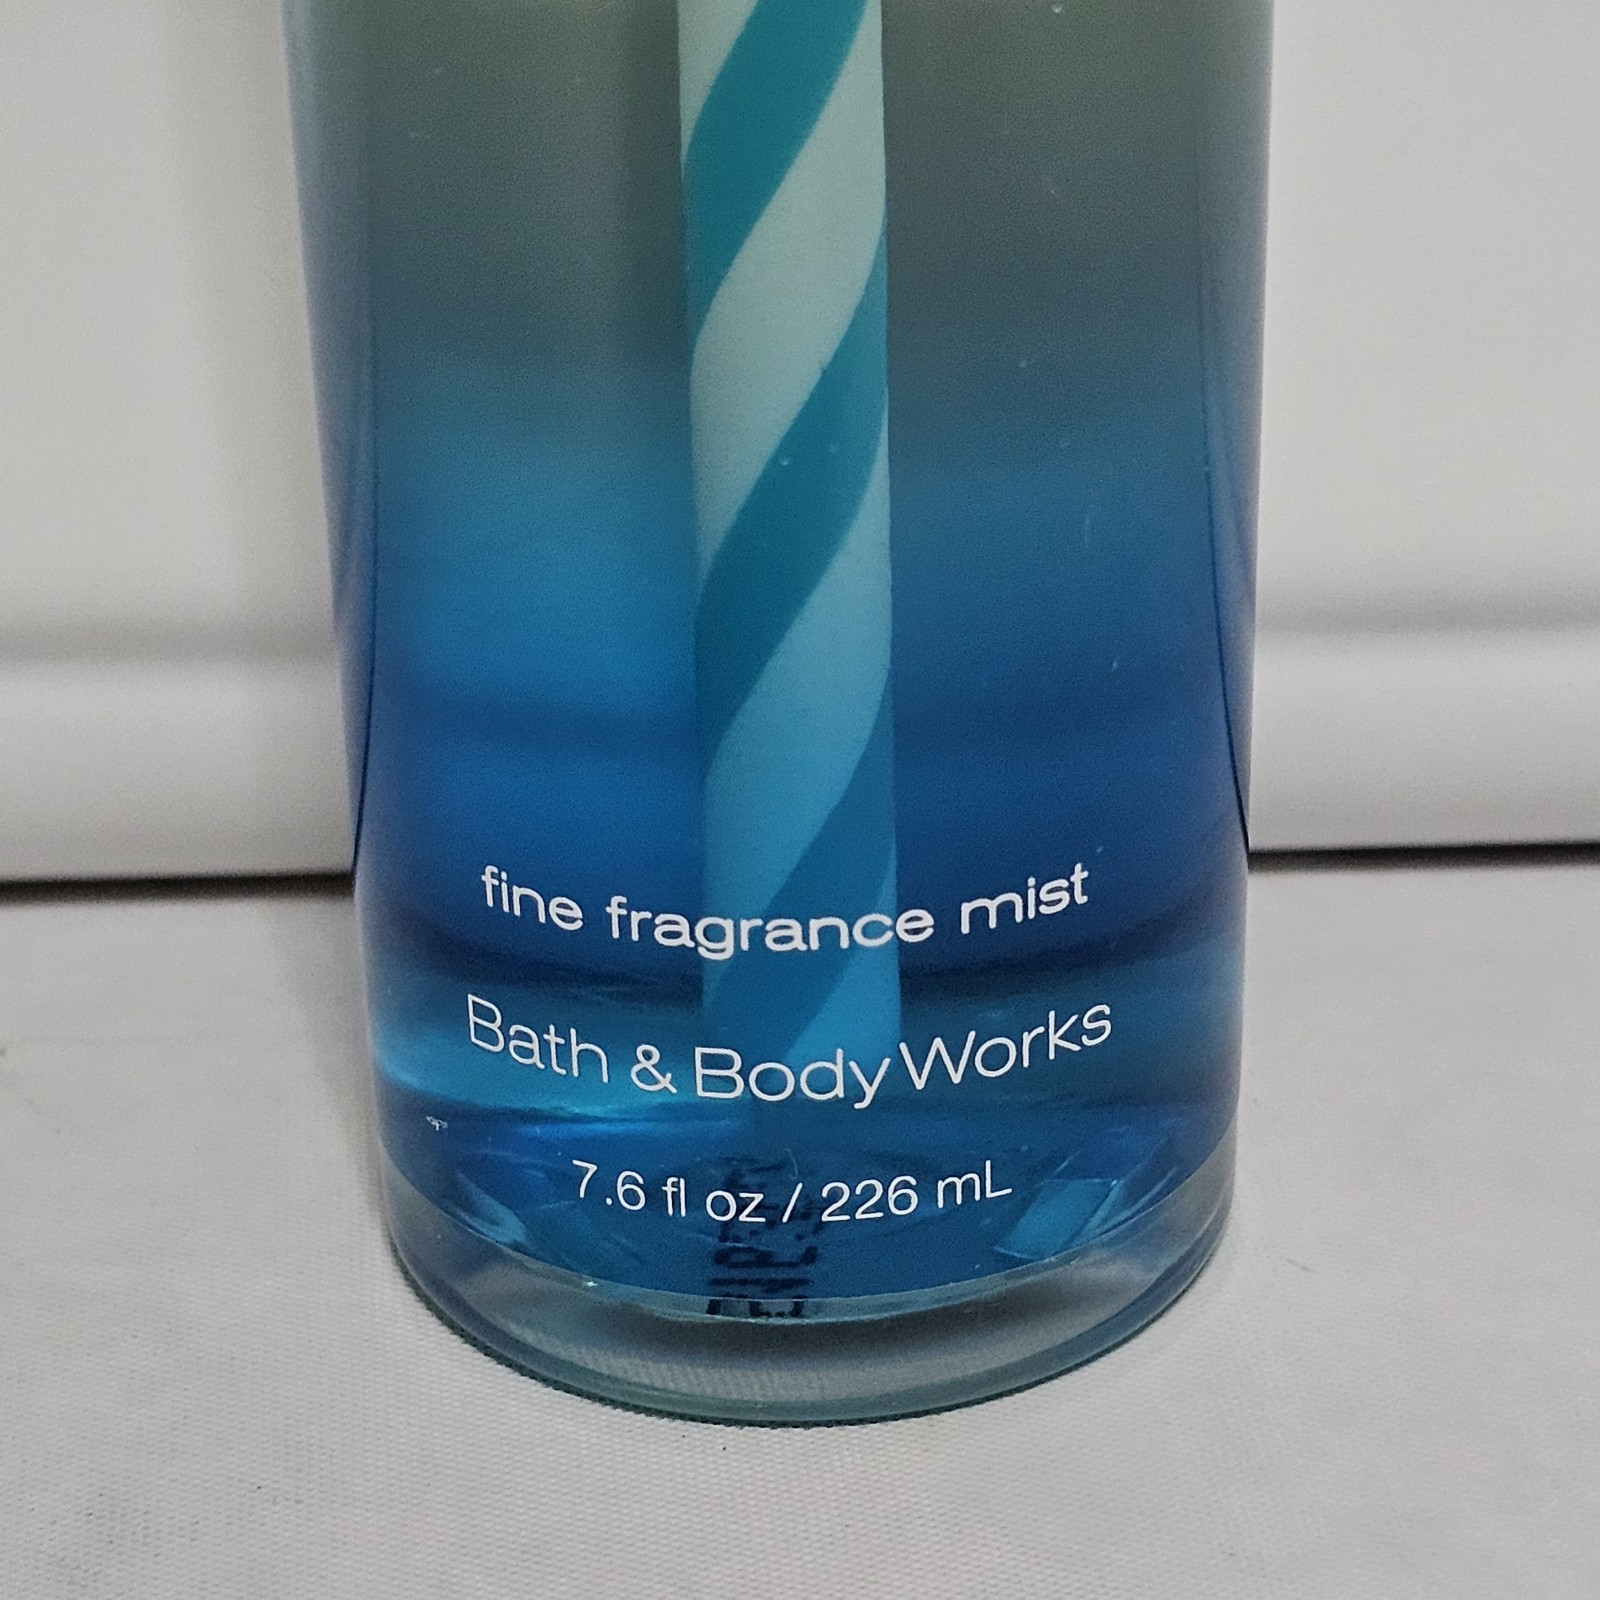 fine fragrance mist
Bath & Body Works
7.6 fl oz / 226 mL